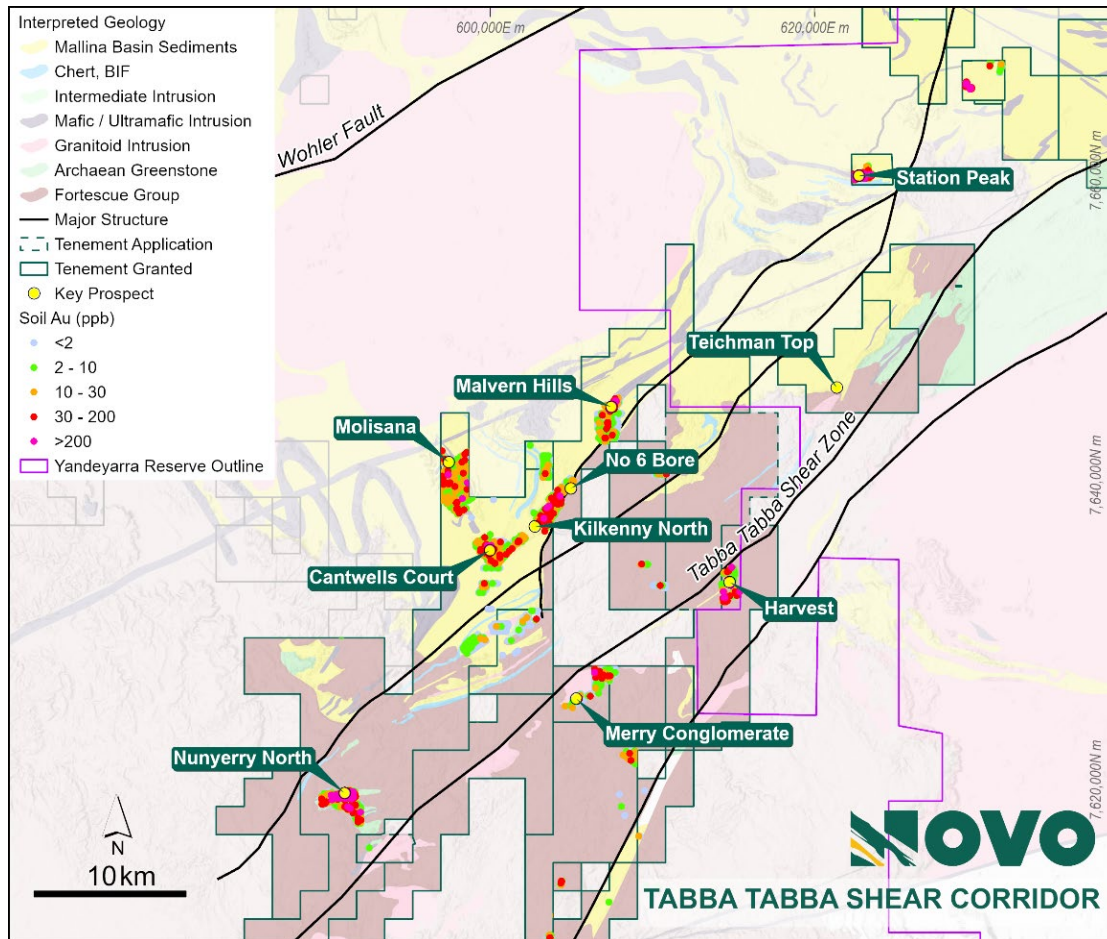 Interpreted Geology
Mallina Basin Sediments
Chert, BIF
Intermediate Intrusion
Mafic / Ultramafic Intrusion
Granitoid Intrusion
Archaean Greenstone
Fortescue Group
Major Structure
Tenement Application
Tenement Granted
Key Prospect
Soil Au (ppb)
<2
2 - 10
10 - 30
30 - 200
>200
Yandeyarra Reserve Outline
600,000E m
620,000E m
Wohler Fault
Station Peak
7,660,000N m
Teichman Top
Malvern Hills
Molisana
No 6 Bore
7,640,000N m
Kilkenny North
Tabba Tabba Shear Zone
Cantwells Court
Harvest
Merry Conglomerate
Nunyerry North
7,620,000N m
N
10km
NOVO
TABBA TABBA SHEAR CORRIDOR